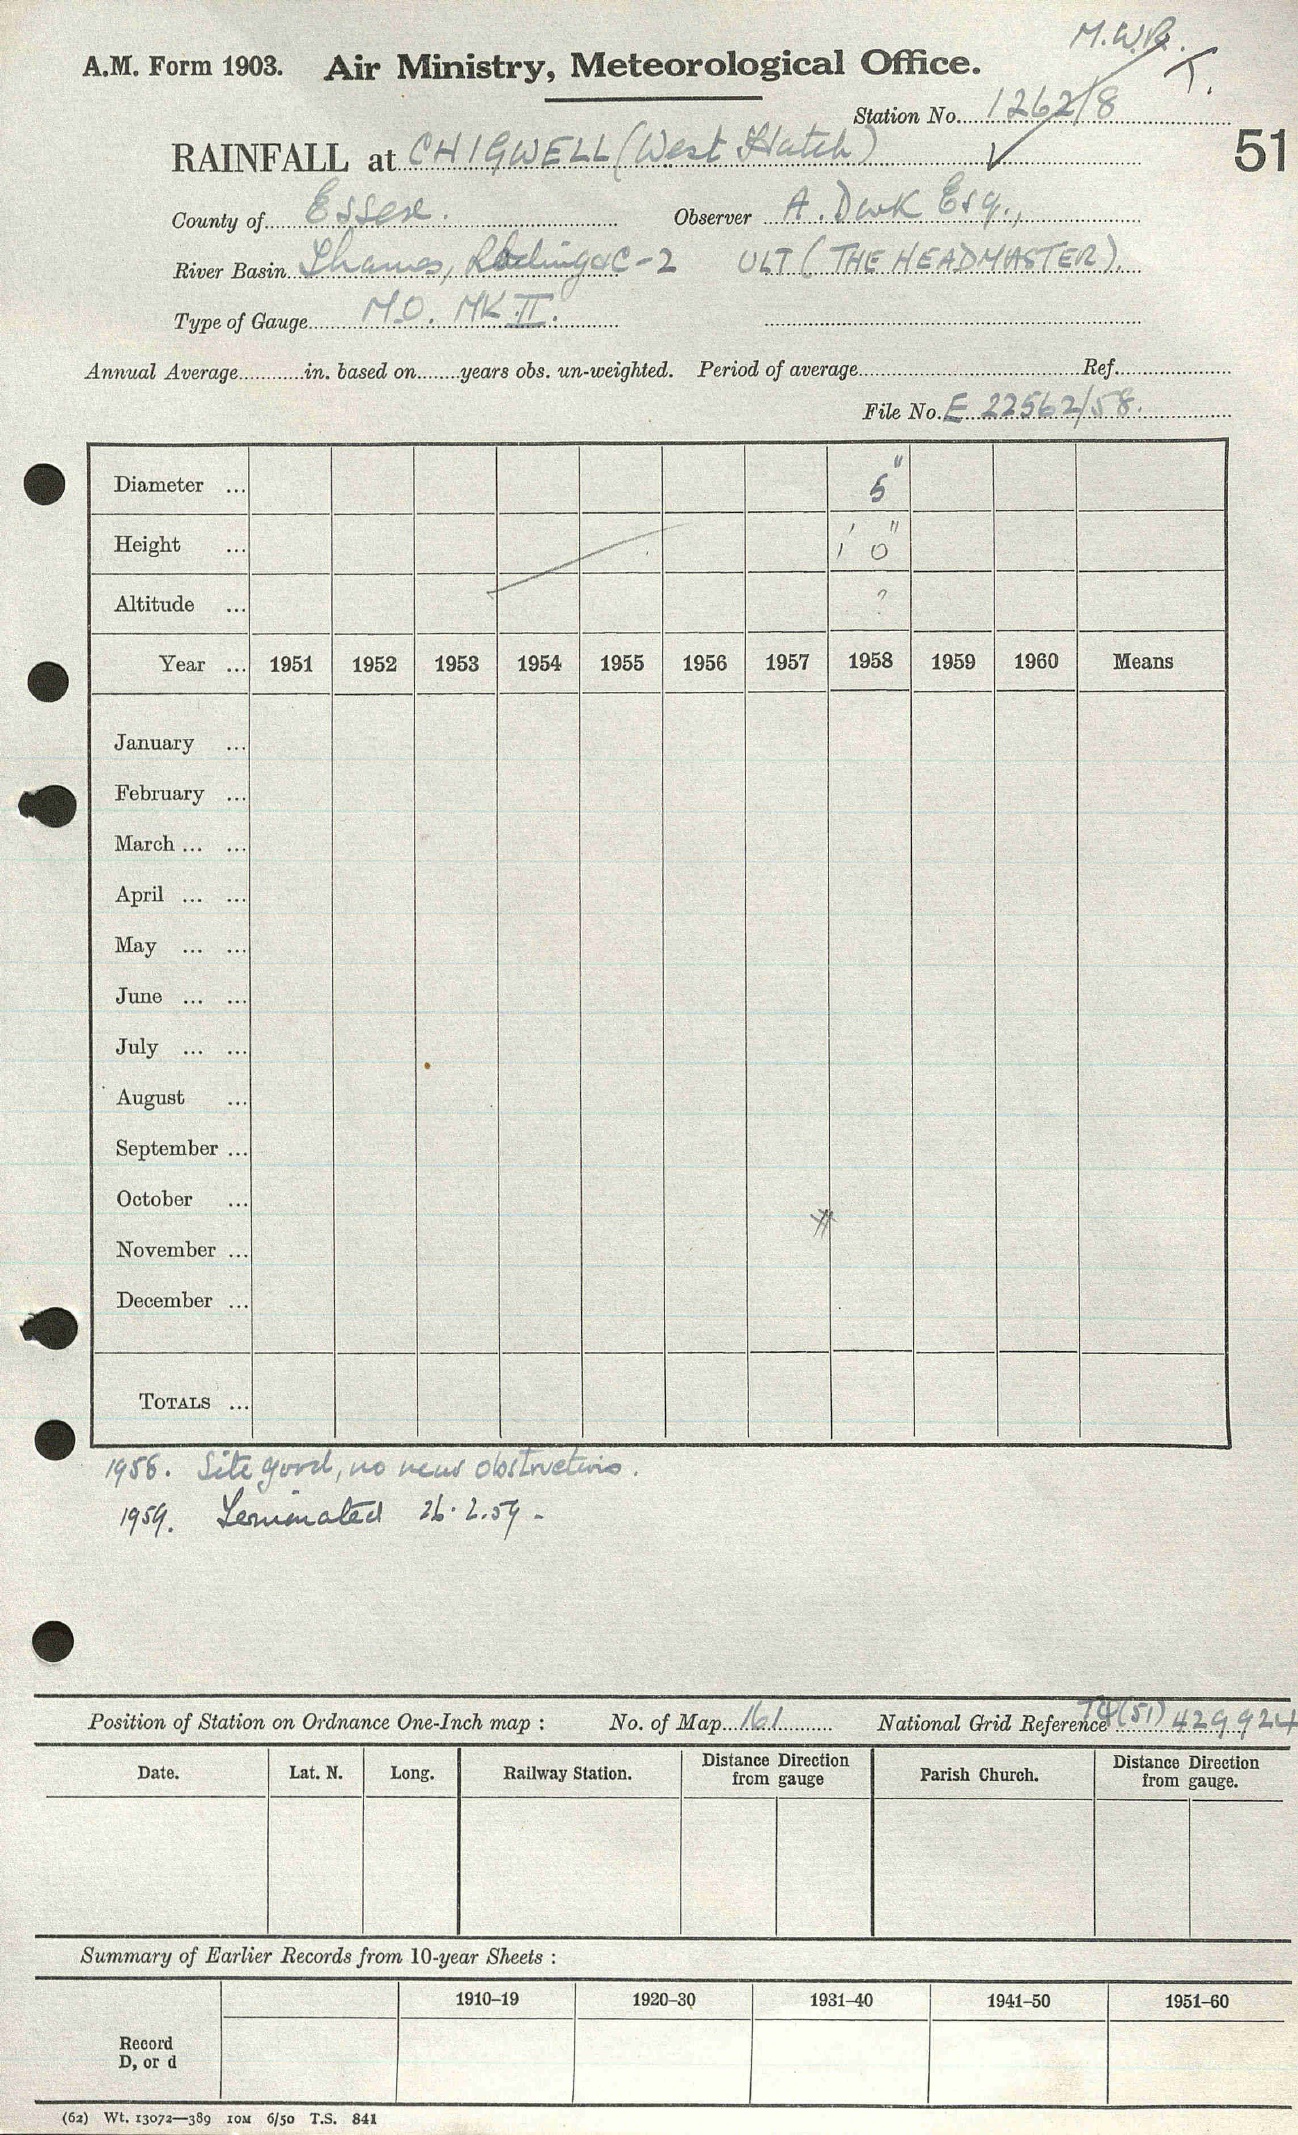 M.W.R.
T.
A.M. Form 1903. Air Ministry, Meteorological Office.
Station No. 1262/8
RAINFALL at CHIGWELL (West Hatch)
51
County of Essex. Observer A. Esq.,
River Basin Thames, Roding &C-2 ULT (THE HEADMASTER).
Type of Gauge M.O. MK II.
Annual Average............in. based on........years obs. un-weighted. Period of average........Ref........
File No. E 22562/58.
Diameter ... 5"
Height ... 1' 0"
Altitude ... ?
Year ... 1951 1952 1953 1954 1955 1956 1957 1958 1959 1960 Means
January ...
February ...
March ... ...
April ... ...
May ... ...
June ... ...
July ... ...
August ...
September ...
October ...
November ...
December ...
TOTALS ...
1958. Site good, no near obstructions.
1959. Terminated 26.2.59.
Position of Station on Ordnance One-Inch map : No. of Map 161 National Grid Reference (51) 429924
Date. Lat. N. Long. Railway Station. Distance Direction from gauge Parish Church. Distance Direction from gauge.
Summary of Earlier Records from 10-year Sheets :
1910–19 1920–30 1931–40 1941–50 1951–60
Record
D, or d
(62) Wt. 13072—389 10M 6/50 T.S. 841